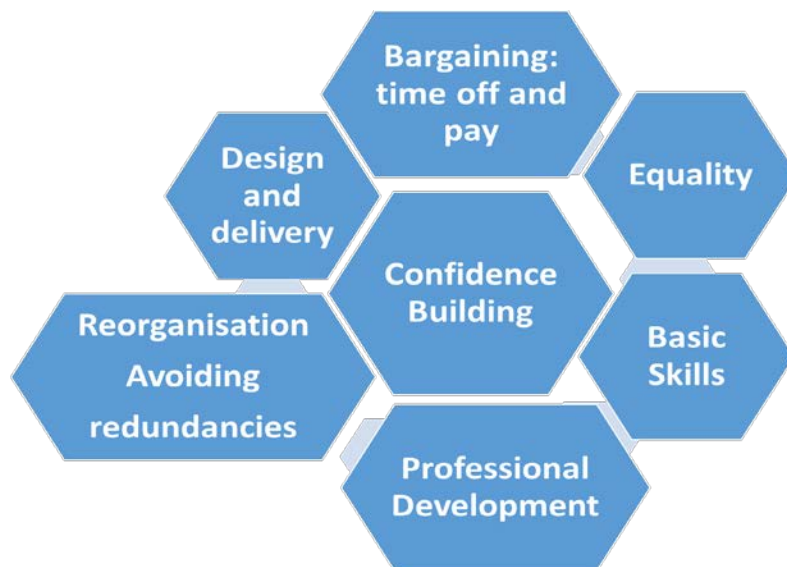 Bargaining:
time off and
pay
Design
and
delivery
Equality
Confidence
Building
Reorganisation
Avoiding
redundancies
Basic
Skills
Professional
Development